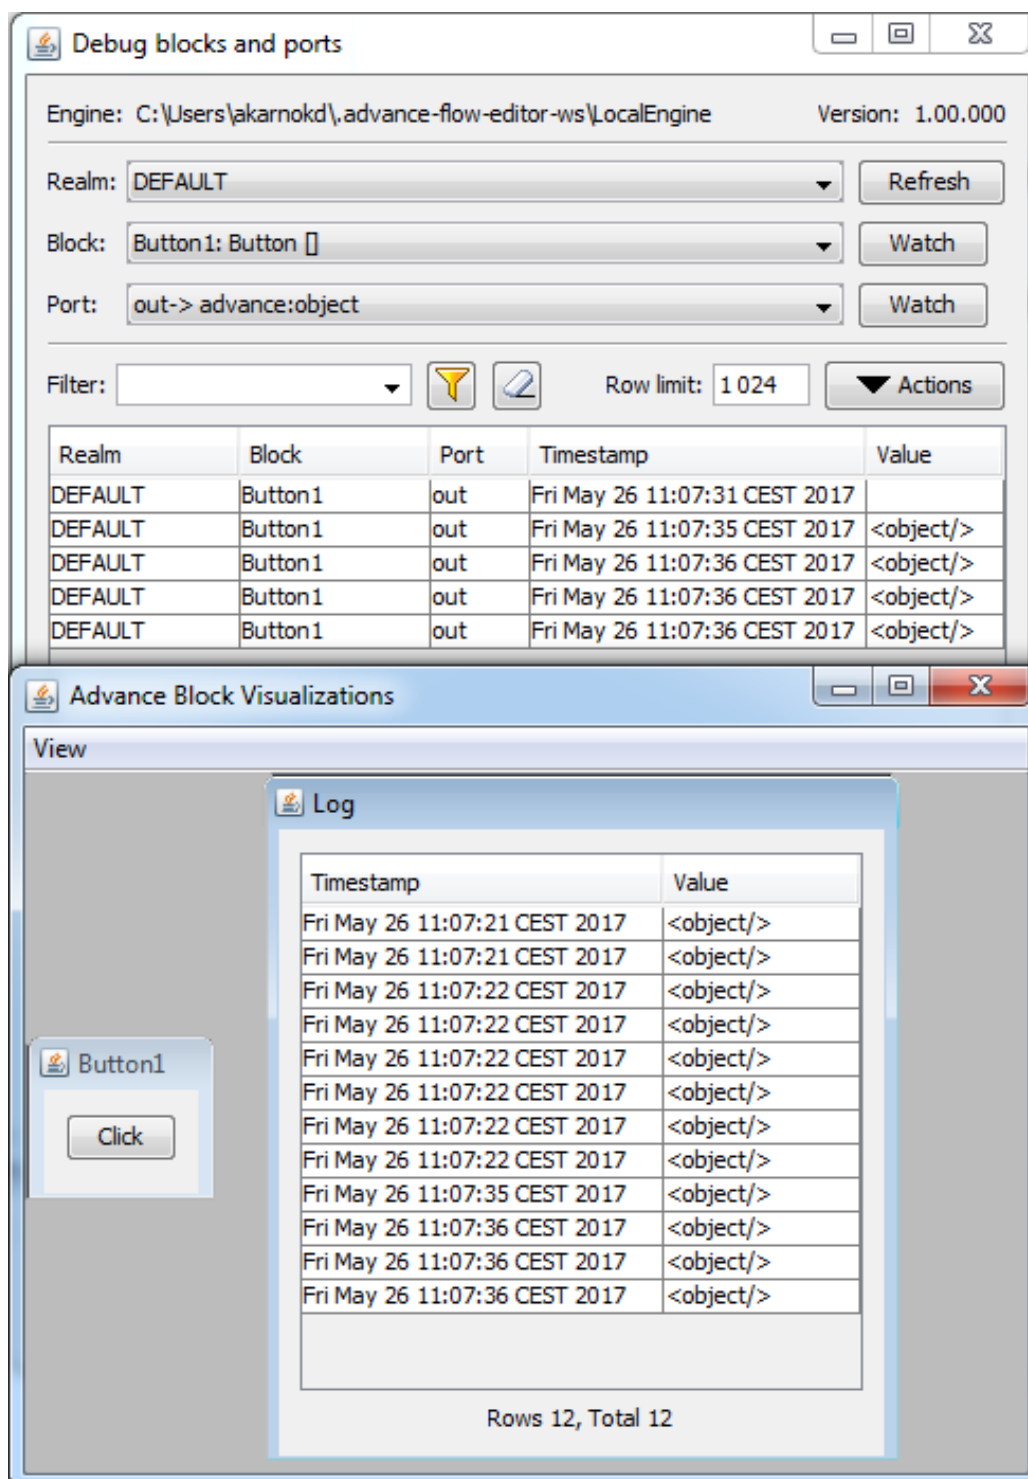 Debug blocks and ports
Engine: C:\Users\akarnokd\.advance-flow-editor-ws\LocalEngine Version: 1.00.000
Realm: DEFAULT Refresh
Block: Button1: Button [] Watch
Port: out-> advance:object Watch
Filter: Row limit: 1 024 Actions
Realm Block Port Timestamp Value
DEFAULT Button1 out Fri May 26 11:07:31 CEST 2017
DEFAULT Button1 out Fri May 26 11:07:35 CEST 2017 <object/>
DEFAULT Button1 out Fri May 26 11:07:36 CEST 2017 <object/>
DEFAULT Button1 out Fri May 26 11:07:36 CEST 2017 <object/>
DEFAULT Button1 out Fri May 26 11:07:36 CEST 2017 <object/>
Advance Block Visualizations
View
Log
Timestamp Value
Fri May 26 11:07:21 CEST 2017 <object/>
Fri May 26 11:07:21 CEST 2017 <object/>
Fri May 26 11:07:22 CEST 2017 <object/>
Fri May 26 11:07:22 CEST 2017 <object/>
Fri May 26 11:07:22 CEST 2017 <object/>
Fri May 26 11:07:22 CEST 2017 <object/>
Fri May 26 11:07:22 CEST 2017 <object/>
Fri May 26 11:07:22 CEST 2017 <object/>
Fri May 26 11:07:35 CEST 2017 <object/>
Fri May 26 11:07:36 CEST 2017 <object/>
Fri May 26 11:07:36 CEST 2017 <object/>
Fri May 26 11:07:36 CEST 2017 <object/>
Rows 12, Total 12
Button1
Click